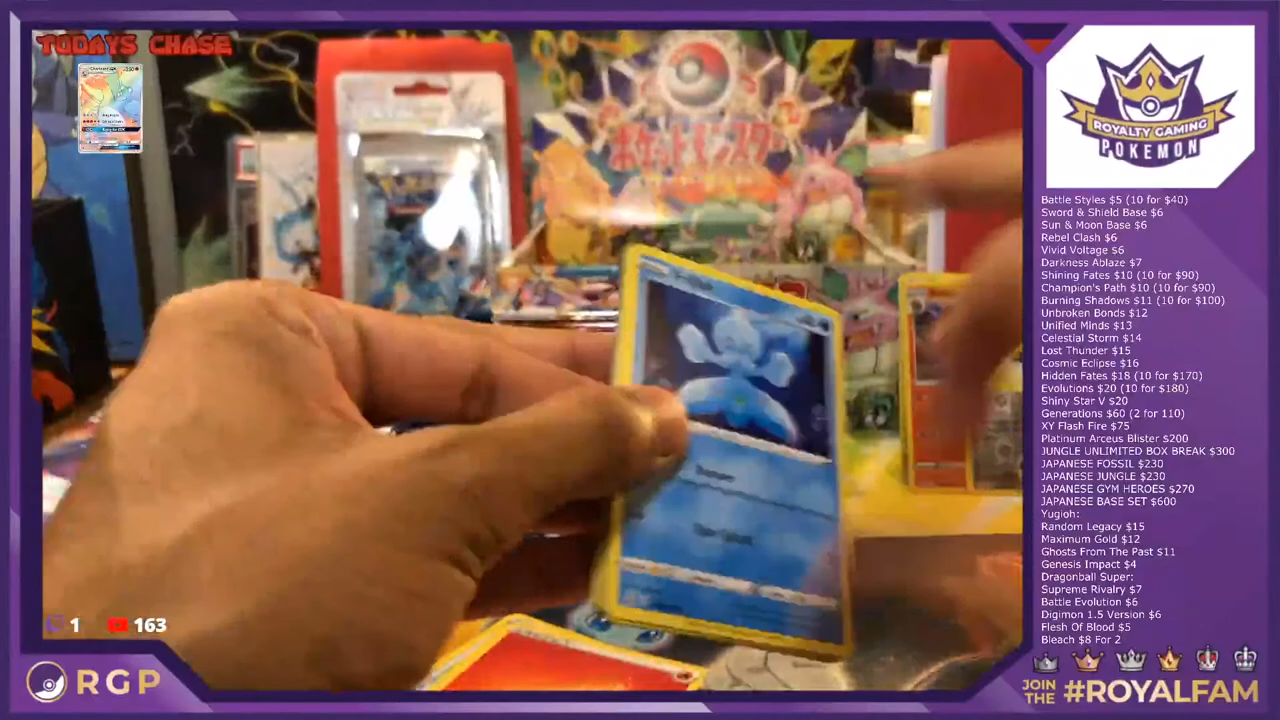 TODAYS CHASE
ポケットモンスター
ROYALTY GAMING
POKEMON
Battle Styles $5 (10 for $40)
Sword & Shield Base $6
Sun & Moon Base $6
Rebel Clash $6
Vivid Voltage $6
Darkness Ablaze $7
Shining Fates $10 (10 for $90)
Champion's Path $10 (10 for $90)
Burning Shadows $11 (10 for $100)
Unbroken Bonds $12
Unified Minds $13
Celestial Storm $14
Lost Thunder $15
Cosmic Eclipse $16
Hidden Fates $18 (10 for $170)
Evolutions $20 (10 for $180)
Shiny Star V $20
Generations $60 (2 for 110)
XY Flash Fire $75
Platinum Arceus Blister $200
JUNGLE UNLIMITED BOX BREAK $300
JAPANESE FOSSIL $230
JAPANESE JUNGLE $230
JAPANESE GYM HEROES $270
JAPANESE BASE SET $600
Yugioh:
Random Legacy $15
Maximum Gold $12
Ghosts From The Past $11
Genesis Impact $4
Dragonball Super:
Supreme Rivalry $7
Battle Evolution $6
Digimon 1.5 Version $6
Flesh Of Blood $5
Bleach $8 For 2
1 163
RGP
JOIN THE #ROYALFAM